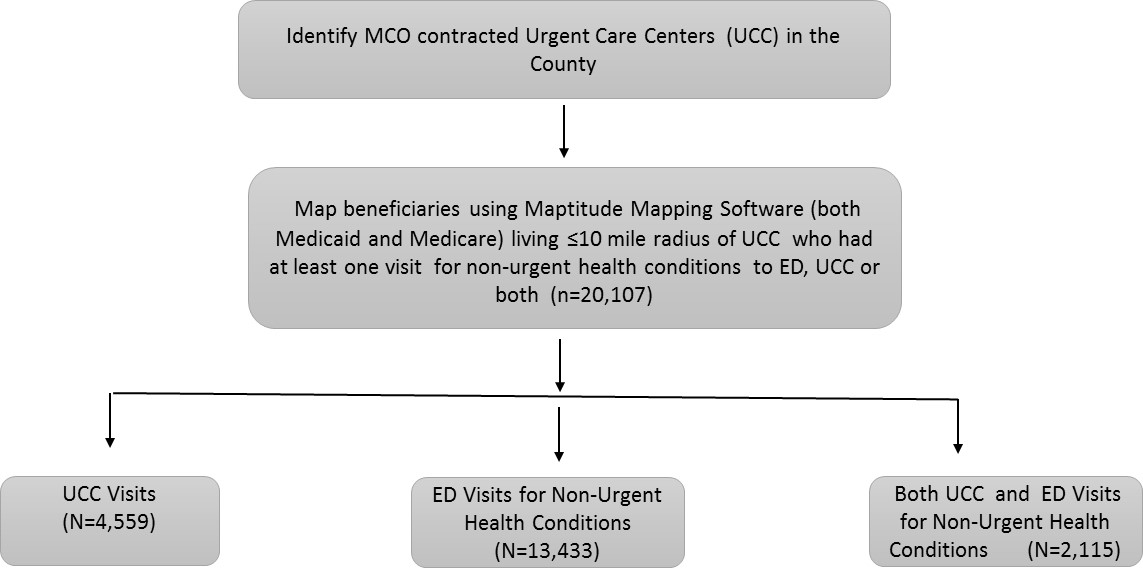 Identify MCO contracted Urgent Care Centers (UCC) in the
County
Map beneficiaries using Maptitude Mapping Software (both
Medicaid and Medicare) living ≤10 mile radius of UCC who had
at least one visit for non-urgent health conditions to ED, UCC or
both (n=20,107)
UCC Visits
(N=4,559)
ED Visits for Non-Urgent
Health Conditions
(N=13,433)
Both UCC and ED Visits
for Non-Urgent Health
Conditions (N=2,115)